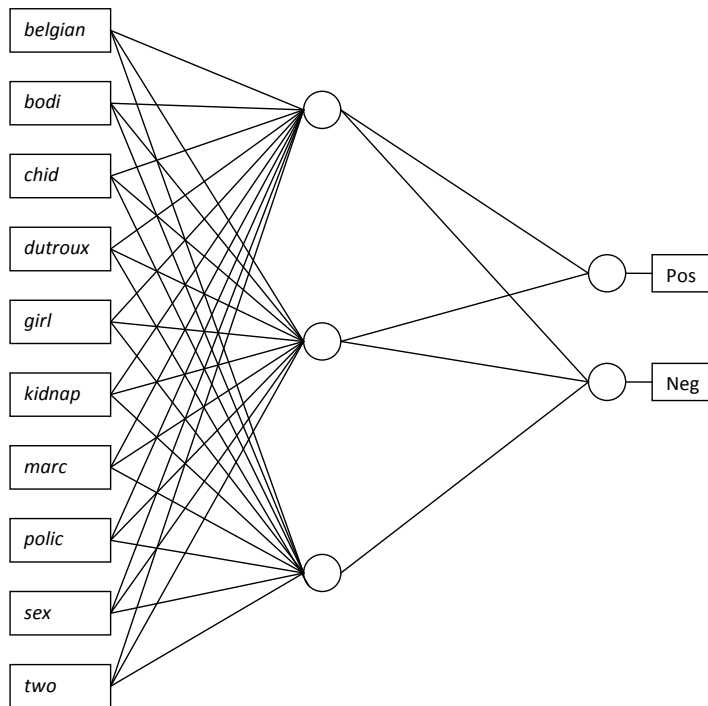 belgian
bodi
chid
dutroux
girl
kidnap
marc
polic
sex
two
Pos
Neg